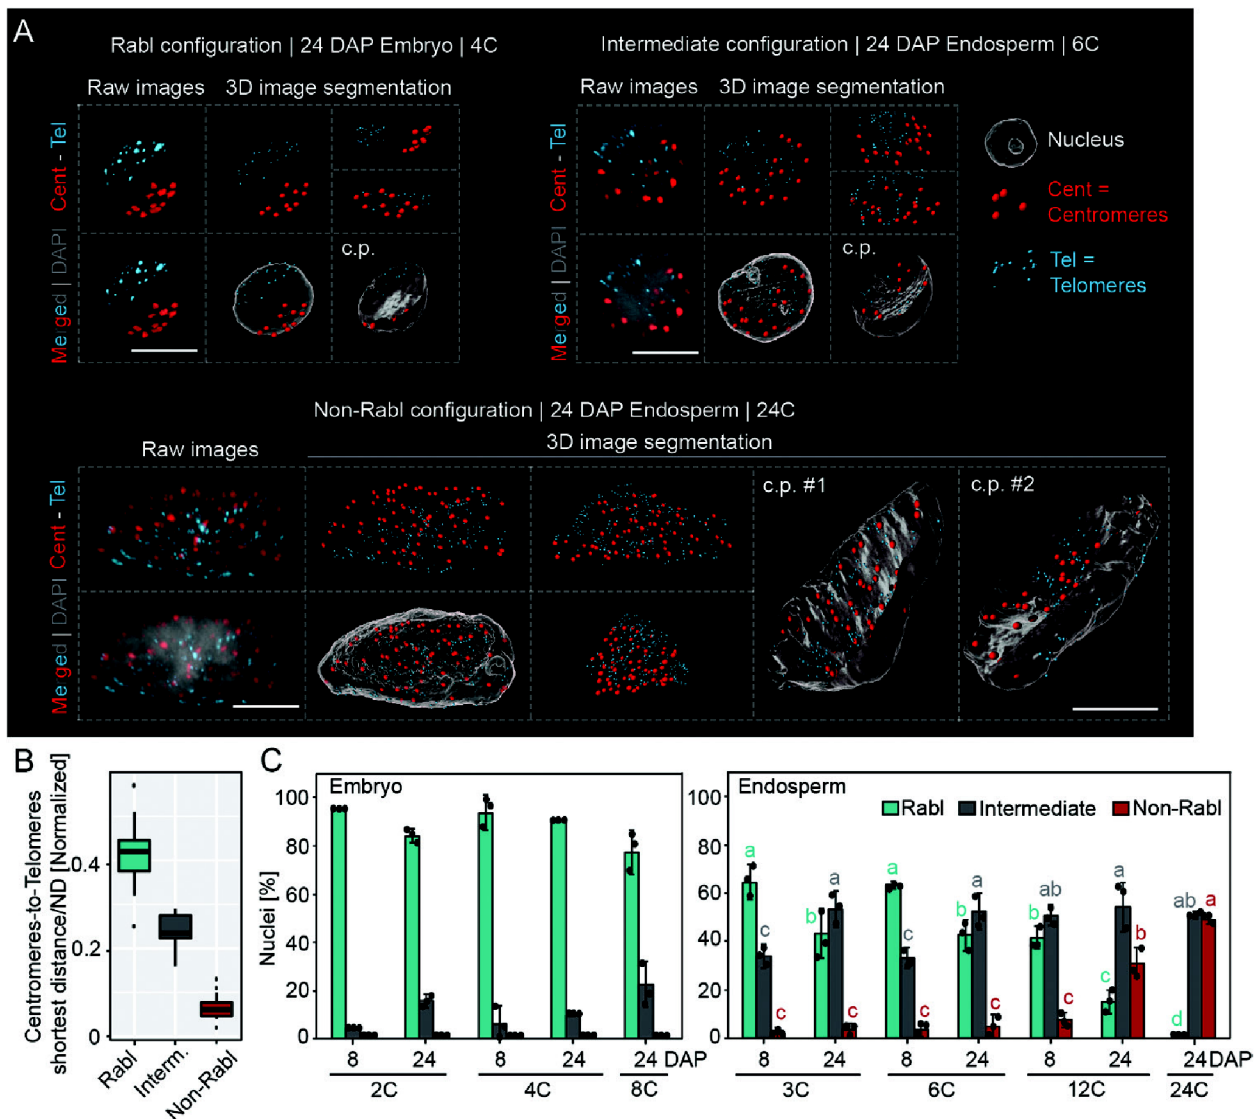 A
Rabl configuration | 24 DAP Embryo | 4C
Intermediate configuration | 24 DAP Endosperm | 6C
Raw images
3D image segmentation
Raw images
3D image segmentation
Cent - Tel
Merged | DAPI
c.p.
Cent - Tel
Merged | DAPI
c.p.
Nucleus
Cent =
Centromeres
Tel =
Telomeres
Non-Rabl configuration | 24 DAP Endosperm | 24C
Raw images
3D image segmentation
Cent - Tel
Merged | DAPI
c.p. #1
c.p. #2
B
Centromeres-to-Telomeres
shortest distance/ND [Normalized]
0.4
0.2
0
Rabl
Interm.
Non-Rabl
C
Nuclei [%]
100
80
60
40
20
0
Embryo
8 24 8 24 24 DAP
2C 4C 8C
100
80
60
40
20
0
Endosperm
Rabl Intermediate Non-Rabl
a c c
b a c
a c c
b a c
b ab c
c a b
d ab a
8 24 8 24 8 24 24 DAP
3C 6C 12C 24C